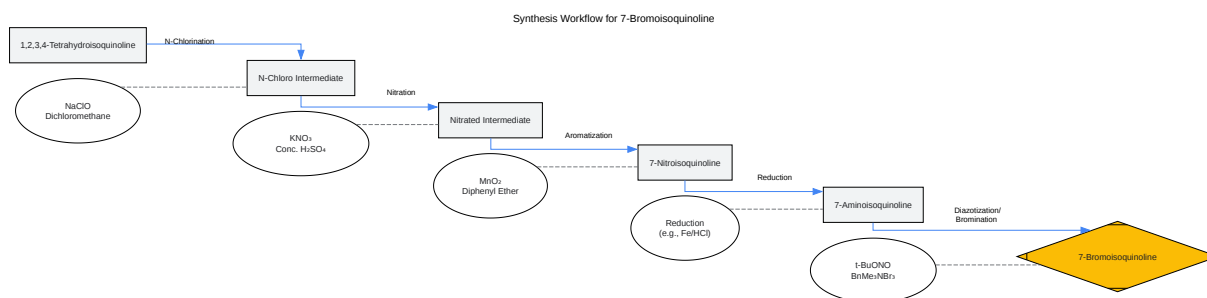 Synthesis Workflow for 7-Bromoisoquinoline
1,2,3,4-Tetrahydroisoquinoline
N-Chlorination
NaClO
Dichloromethane
N-Chloro Intermediate
Nitration
KNO₃
Conc. H₂SO₄
Nitrated Intermediate
Aromatization
MnO₂
Diphenyl Ether
7-Nitroisoquinoline
Reduction
Reduction
(e.g., Fe/HCl)
7-Aminoisoquinoline
Diazotization/
Bromination
t-BuONO
BnMe₃NBr₃
7-Bromoisoquinoline